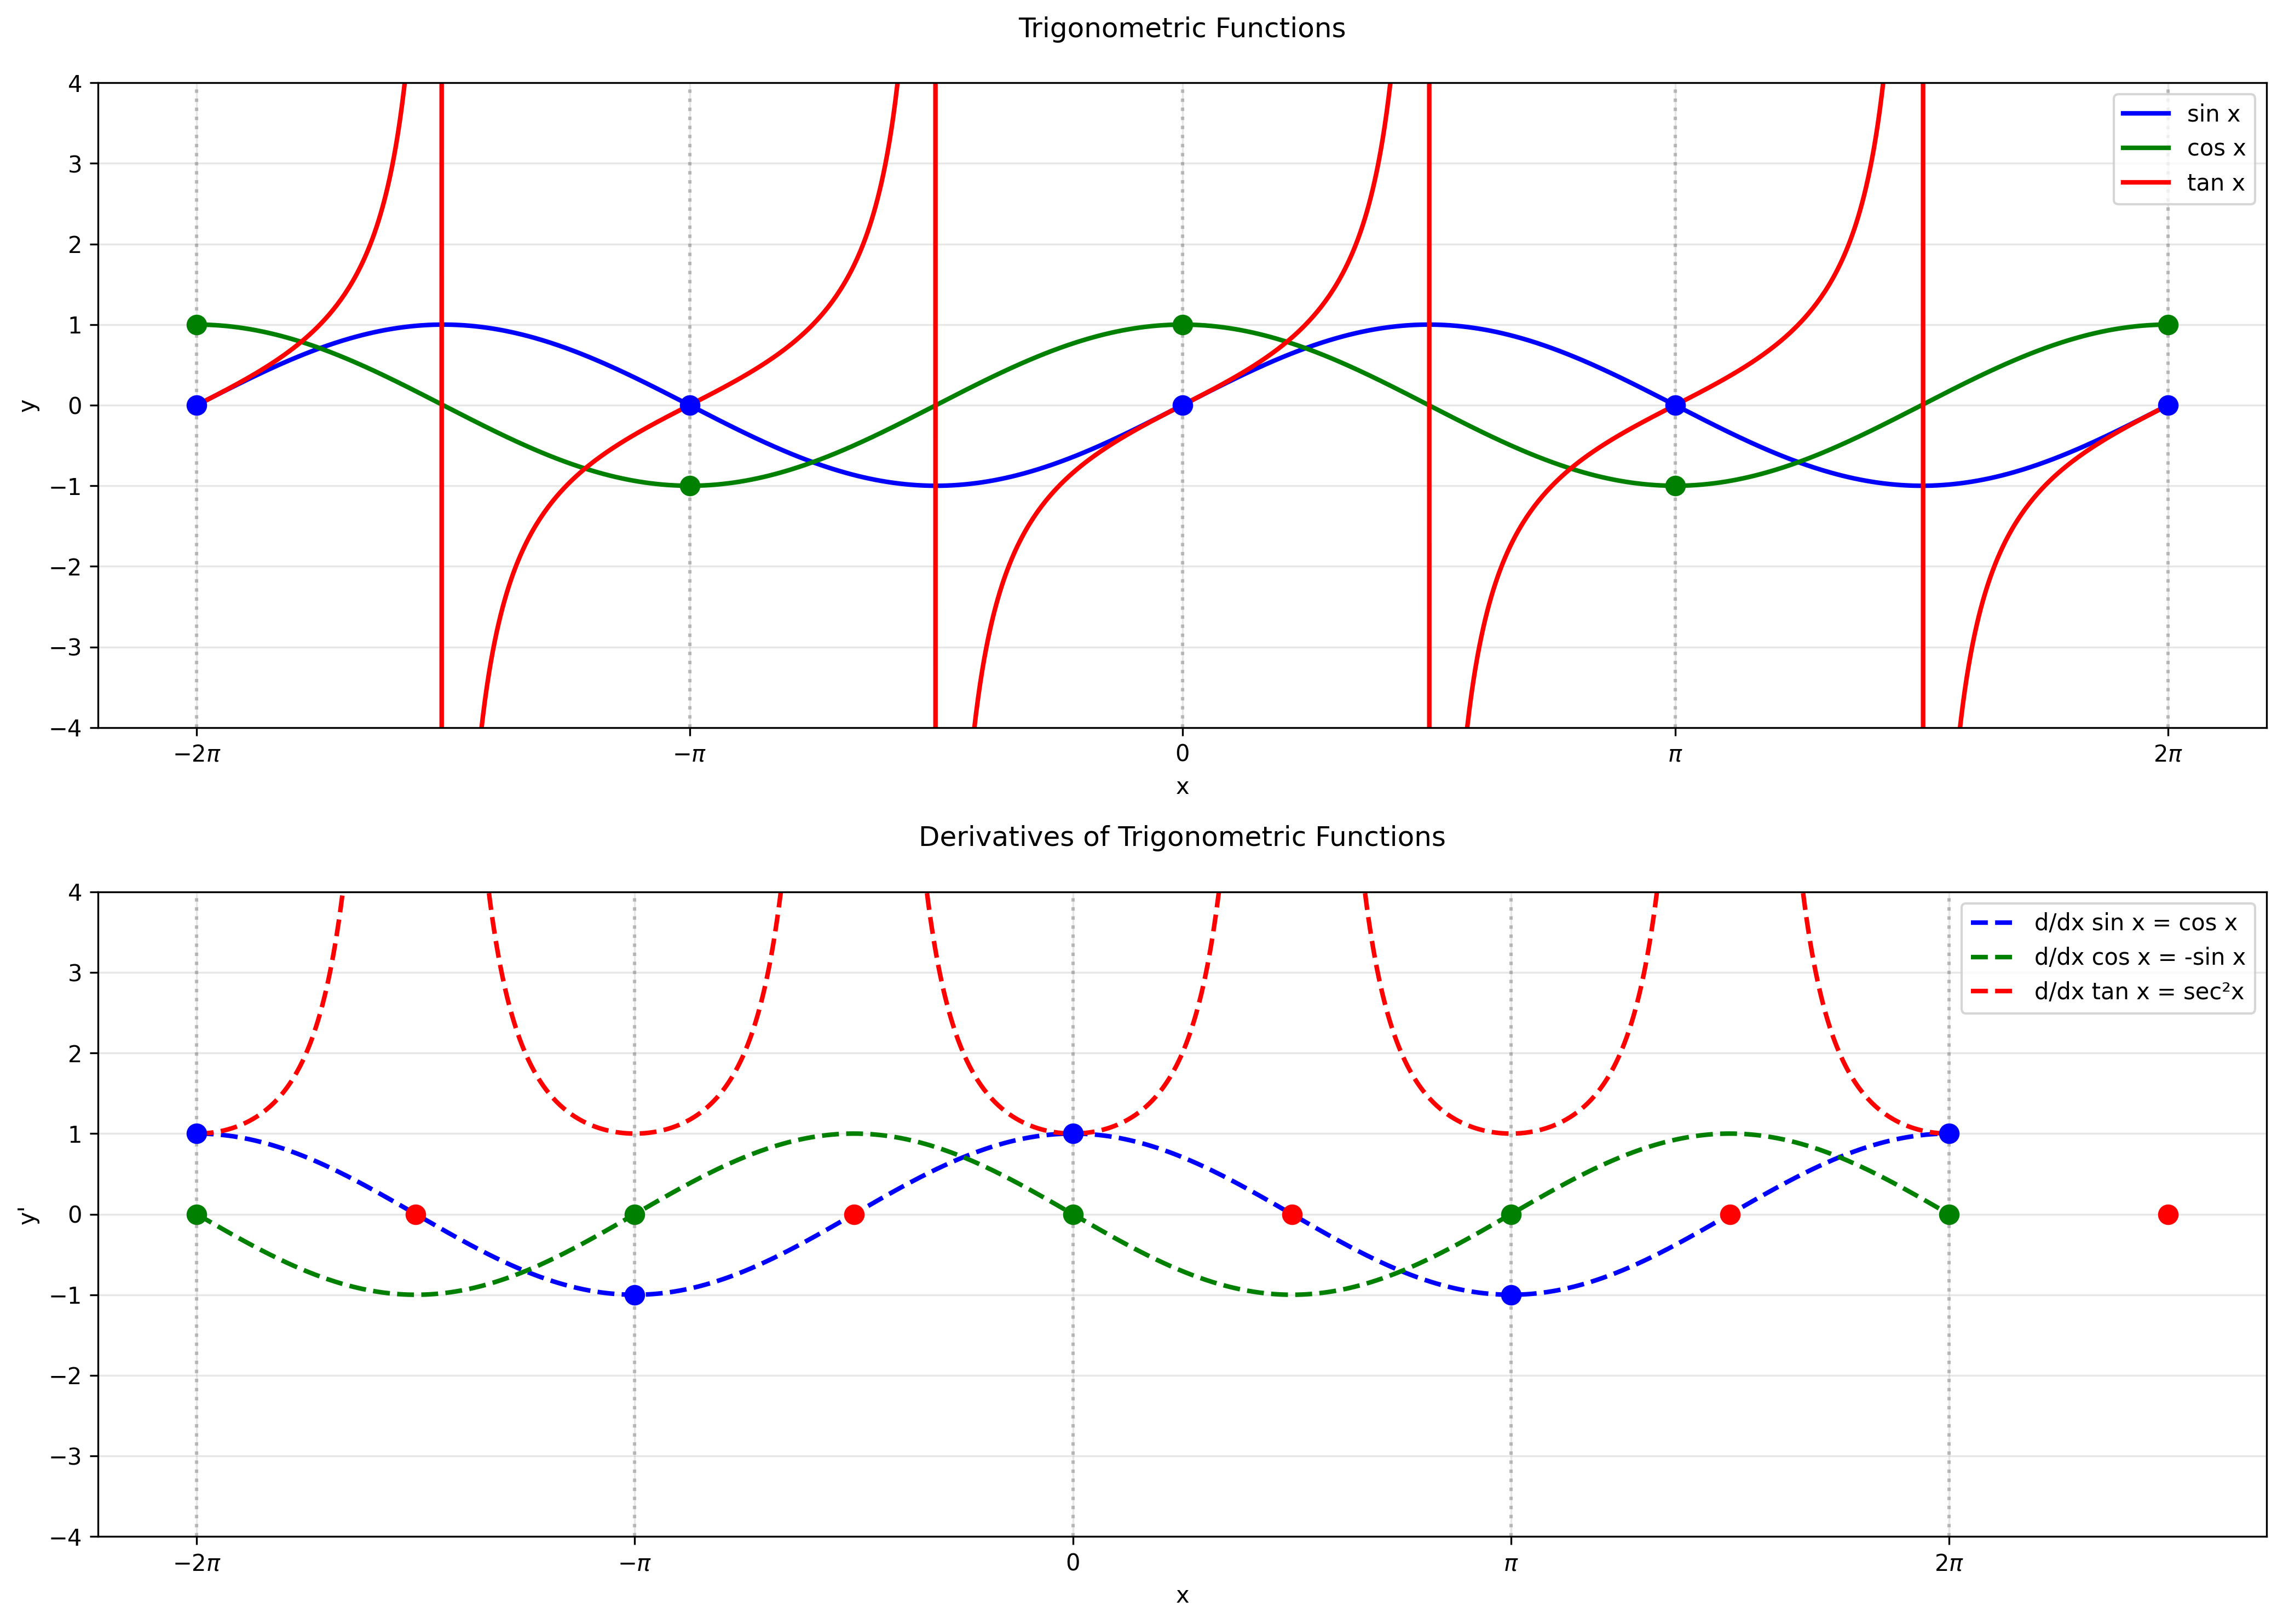 Trigonometric Functions
4
3
2
1
0
−1
−2
−3
−4
y
sin x
cos x
tan x
−2π
−π
0
π
2π
x
Derivatives of Trigonometric Functions
4
3
2
1
0
−1
−2
−3
−4
y'
d/dx sin x = cos x
d/dx cos x = -sin x
d/dx tan x = sec²x
−2π
−π
0
π
2π
x